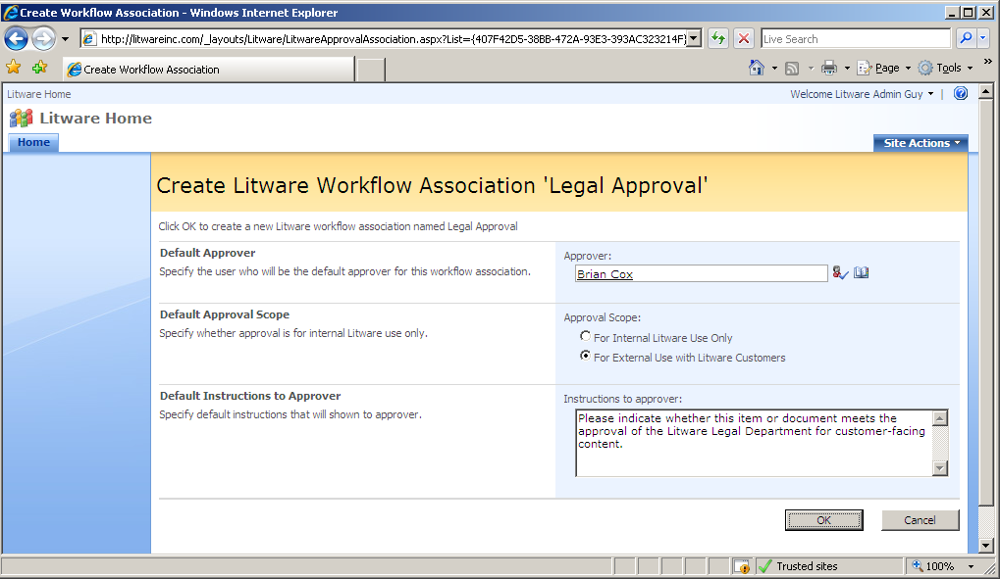 Create Workflow Association - Windows Internet Explorer
http://litwareinc.com/_layouts/Litware/LitwareApprovalAssociation.aspx?List={407F42D5-38BB-472A-93E3-393AC323214F}
Live Search
Create Workflow Association
Page
Tools
Litware Home
Welcome Litware Admin Guy
Litware Home
Home
Site Actions
Create Litware Workflow Association 'Legal Approval'
Click OK to create a new Litware workflow association named Legal Approval
Default Approver
Specify the user who will be the default approver for this workflow association.
Approver:
Brian Cox
Default Approval Scope
Specify whether approval is for internal Litware use only.
Approval Scope:
For Internal Litware Use Only
For External Use with Litware Customers
Default Instructions to Approver
Specify default instructions that will shown to approver.
Instructions to approver:
Please indicate whether this item or document meets the
approval of the Litware Legal Department for customer-facing
content.
OK
Cancel
Trusted sites
100%